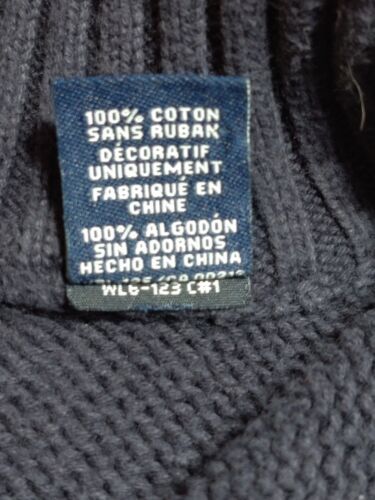 100% COTON
SANS RUBAN
DÉCORATIF
UNIQUEMENT
FABRIQUÉ EN
CHINE
100% ALGODÓN
SIN ADORNOS
HECHO EN CHINA
WL6-123 C#1